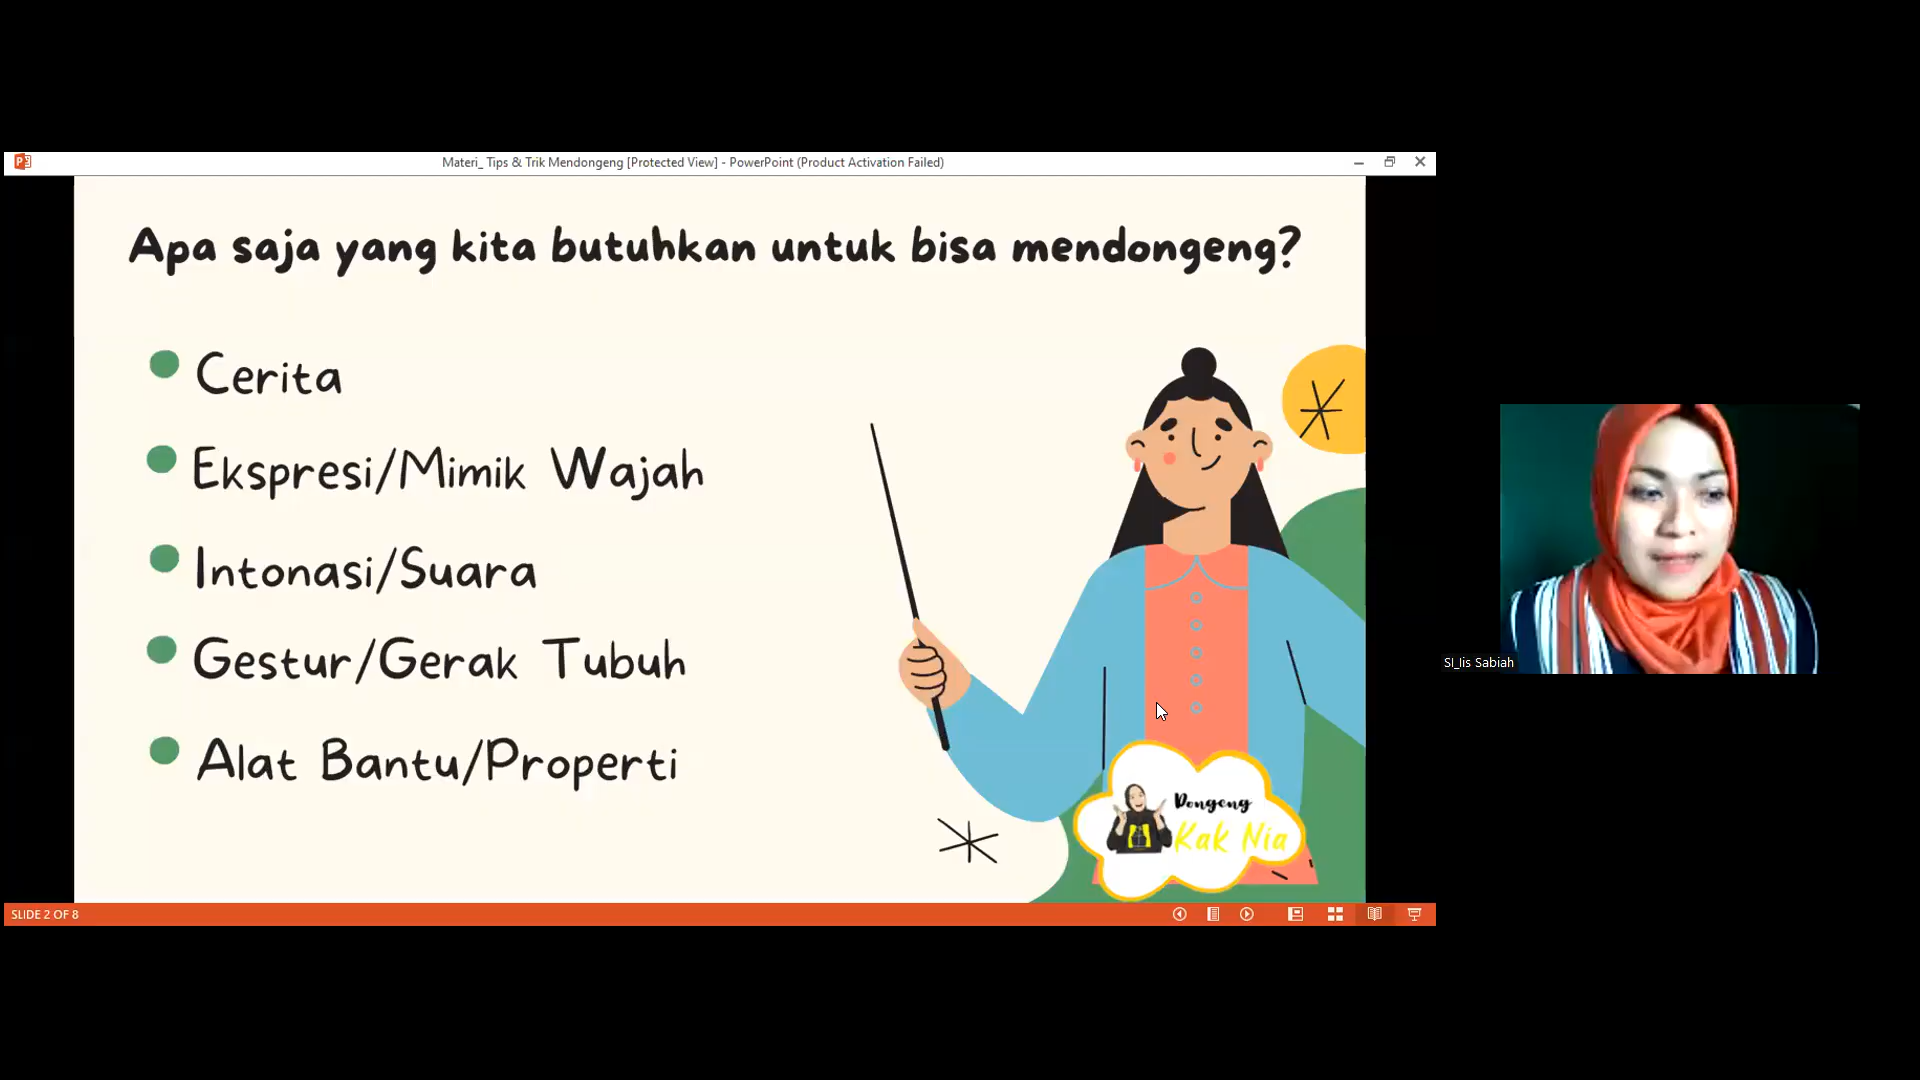 Materi_ Tips & Trik Mendongeng [Protected View] - PowerPoint (Product Activation Failed)
Apa saja yang kita butuhkan untuk bisa mendongeng?
Cerita
Ekspresi/Mimik Wajah
Intonasi/Suara
Gestur/Gerak Tubuh
Alat Bantu/Properti
Dongeng
Kak Nia
SLIDE 2 OF 8
SI_Iis Sabiah